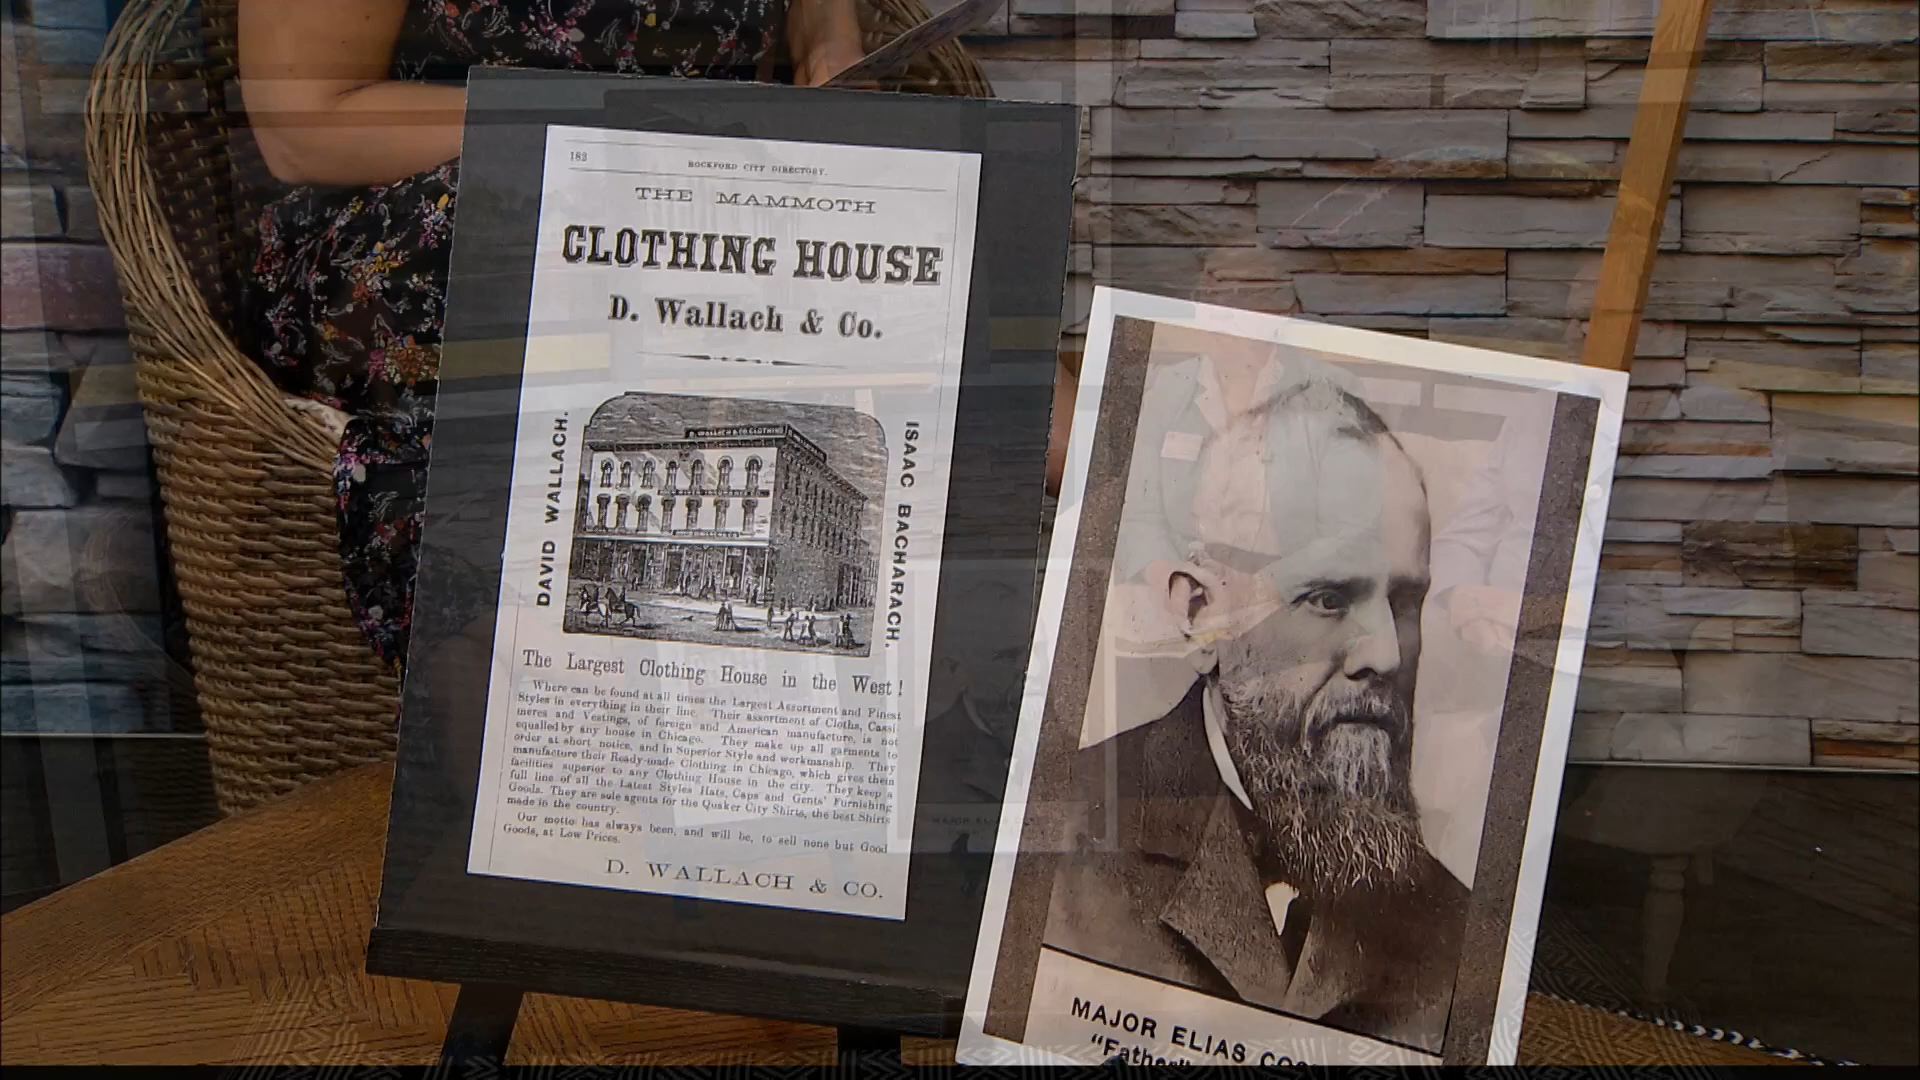 183
ROCKFORD CITY DIRECTORY.
THE MAMMOTH
CLOTHING HOUSE
D. Wallach & Co.
DAVID WALLACH.
D. WALLACH & CO CLOTHING
ISAAC BACHARACH.
The Largest Clothing House in the West!
Where can be found at all times the Largest Assortment and Finest
Styles in everything in their line. Their assortment of Cloths, Cassi
meres and Vestings, of foreign and American manufacture, is not
equalled by any house in Chicago. They make up all garments to
order at short notice, and in Superior Style and workmanship. They
manufacture their Ready-made Clothing in Chicago, which gives them
facilities superior to any Clothing House in the city. They keep a
full line of all the Latest Styles Hats, Caps and Gents' Furnishing
Goods. They are sole agents for the Quaker City Shirts, the best Shirts
made in the country.
Our motto has always been, and will be, to sell none but Good
Goods, at Low Prices.
D. WALLACH & CO.
MAJOR ELIAS
"Father"